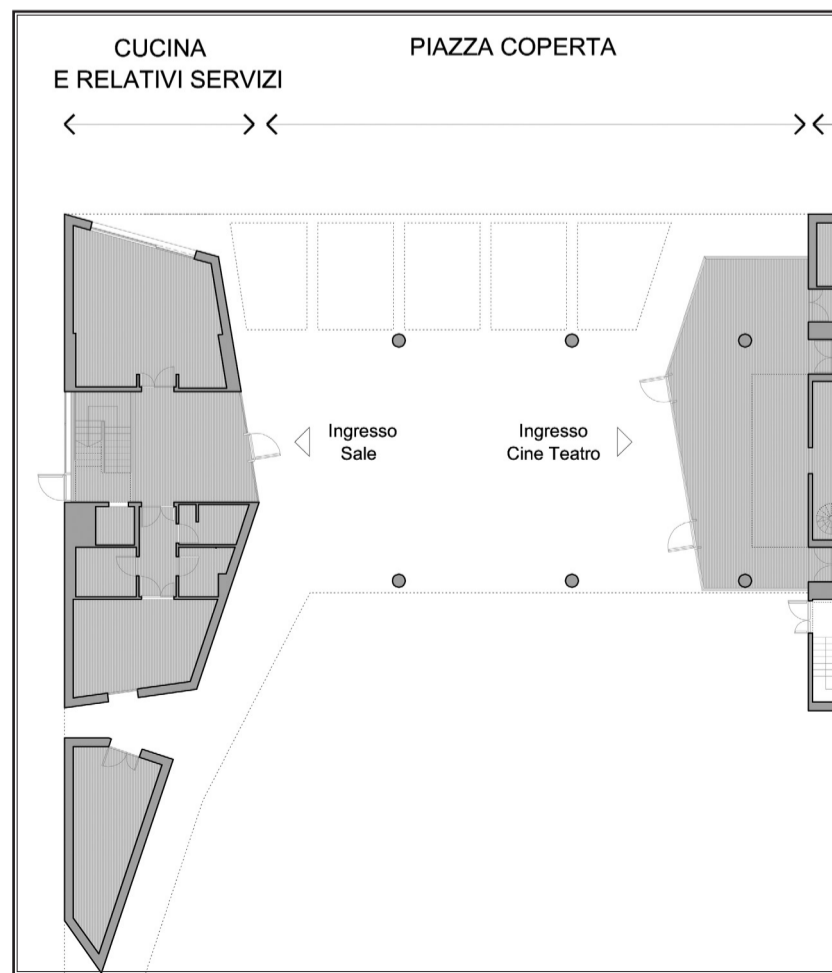 CUCINA
E RELATIVI SERVIZI
PIAZZA COPERTA
Ingresso
Sale
Ingresso
Cine Teatro